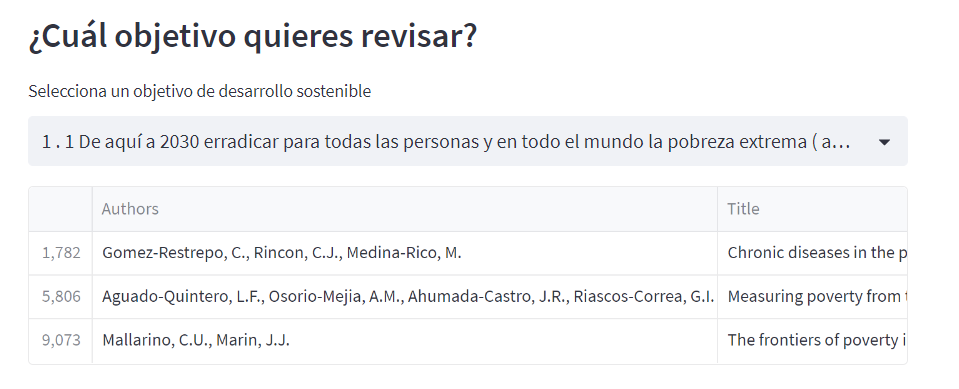 ¿Cuál objetivo quieres revisar?
Selecciona un objetivo de desarrollo sostenible
1 . 1 De aquí a 2030 erradicar para todas las personas y en todo el mundo la pobreza extrema ( a...
Authors Title
1,782 Gomez-Restrepo, C., Rincon, C.J., Medina-Rico, M. Chronic diseases in the p
5,806 Aguado-Quintero, L.F., Osorio-Mejia, A.M., Ahumada-Castro, J.R., Riascos-Correa, G.I. Measuring poverty from
9,073 Mallarino, C.U., Marin, J.J. The frontiers of poverty i